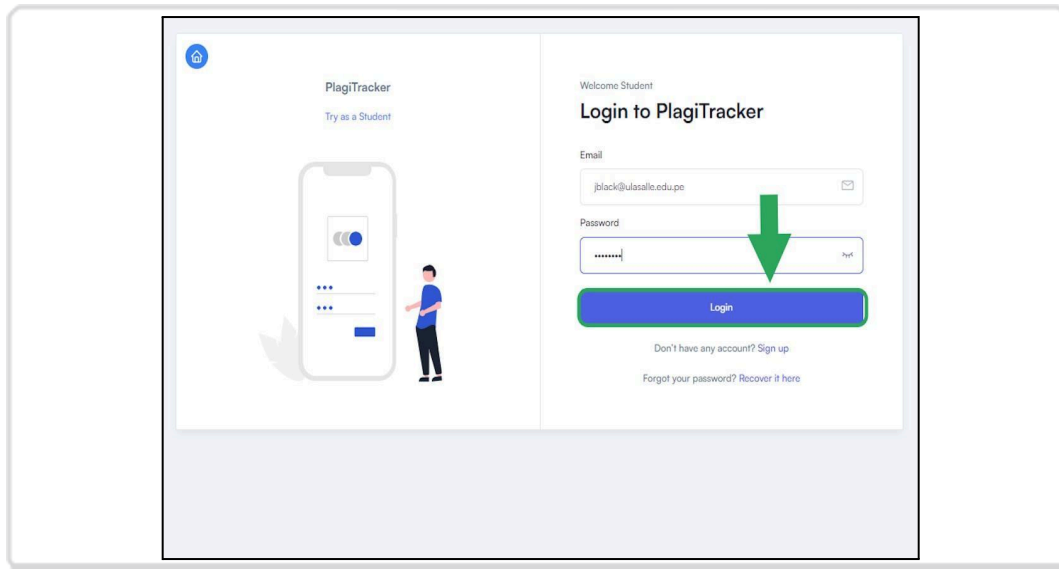 PlagiTracker
Try as a Student
Welcome Student
Login to PlagiTracker
Email
jblack@ulasalle.edu.pe
Password
••••••••
Login
Don't have any account? Sign up
Forgot your password? Recover it here